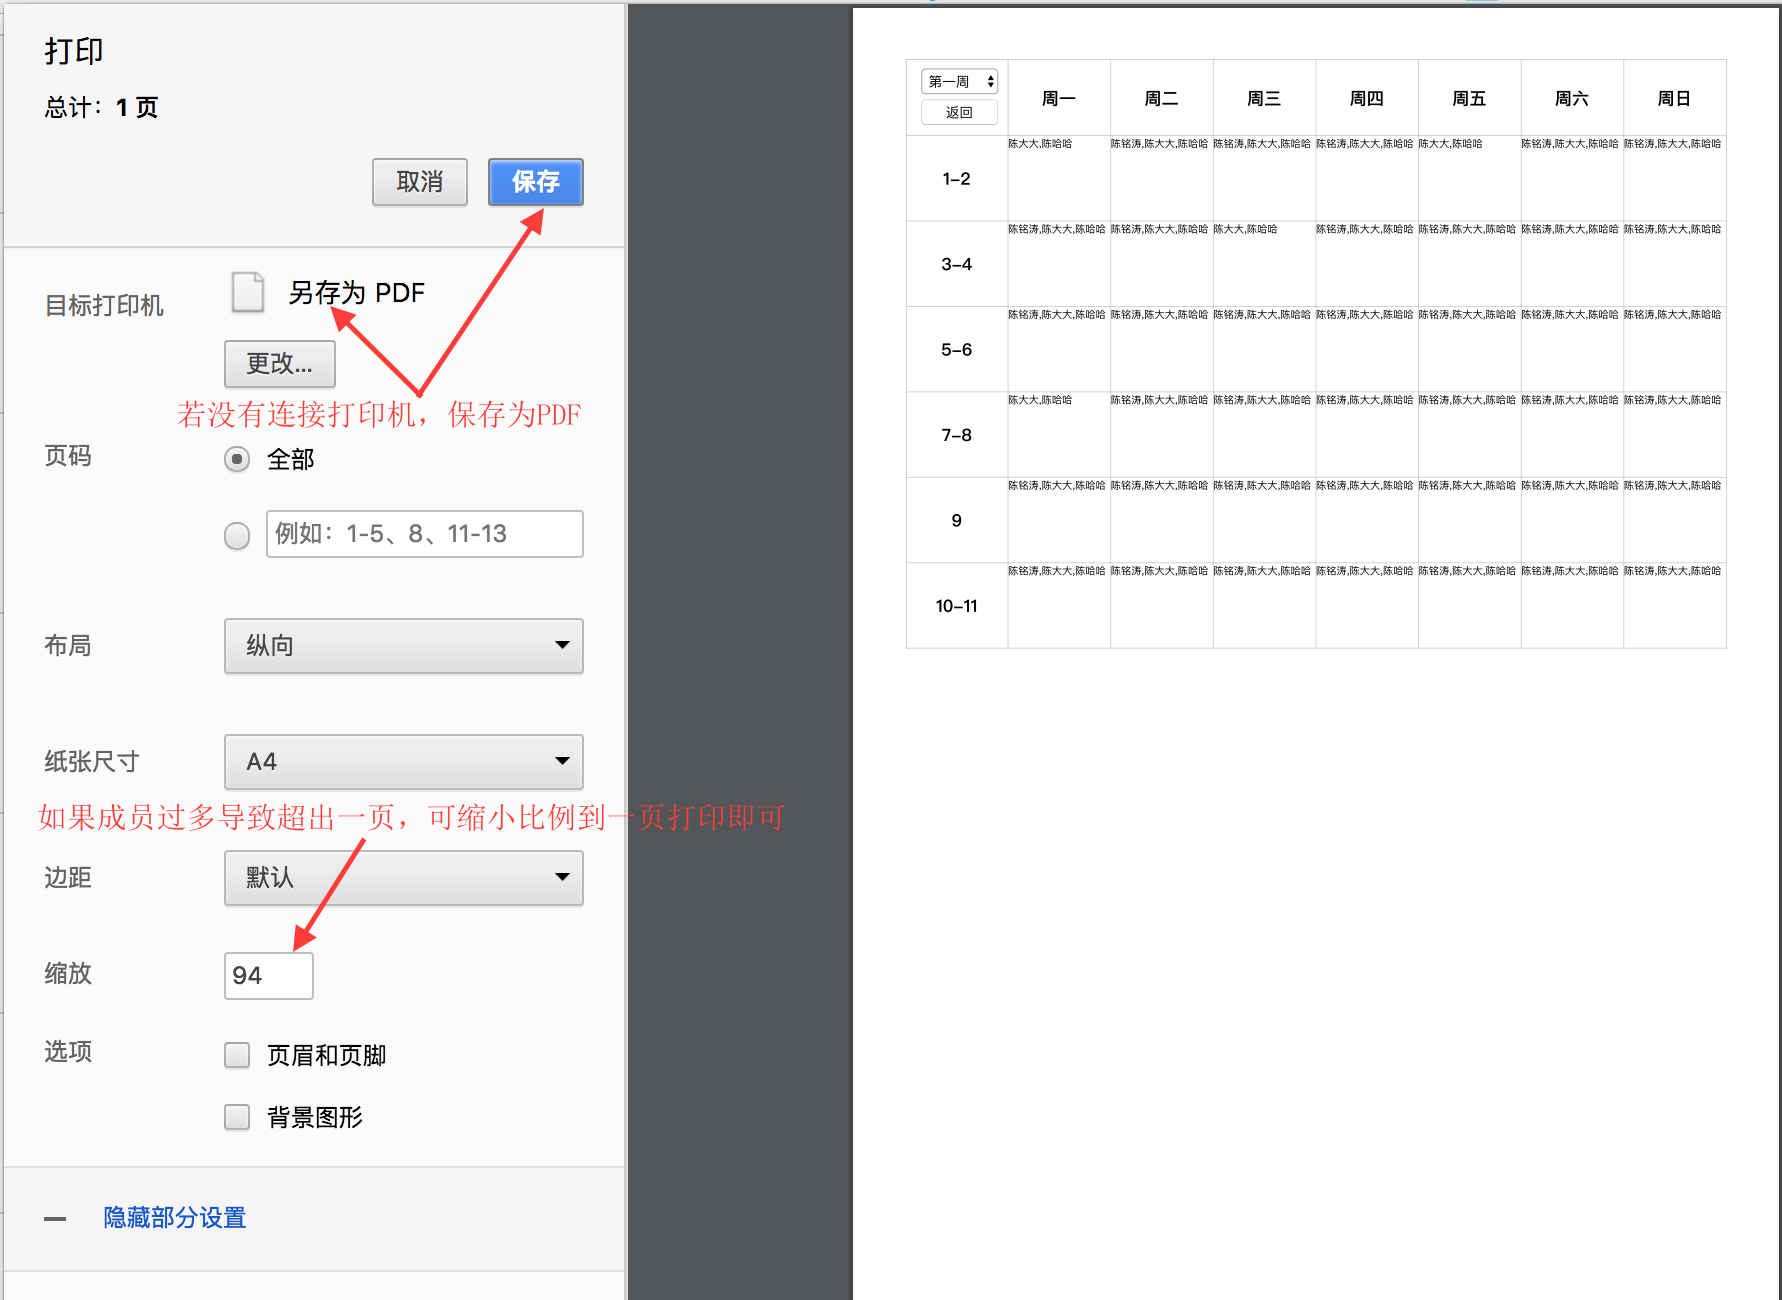 打印
总计：1 页
取消 保存
目标打印机 另存为 PDF
更改...
若没有连接打印机，保存为PDF
页码 全部
例如：1-5、8、11-13
布局 纵向
纸张尺寸 A4
如果成员过多导致超出一页，可缩小比例到一页打印即可
边距 默认
缩放 94
选项 页眉和页脚
背景图形
隐藏部分设置
第一周
返回
周一 周二 周三 周四 周五 周六 周日
陈大大,陈哈哈 陈铭涛,陈大大,陈哈哈 陈铭涛,陈大大,陈哈哈 陈铭涛,陈大大,陈哈哈 陈大大,陈哈哈 陈铭涛,陈大大,陈哈哈 陈铭涛,陈大大,陈哈哈
1-2
陈铭涛,陈大大,陈哈哈 陈铭涛,陈大大,陈哈哈 陈大大,陈哈哈 陈铭涛,陈大大,陈哈哈 陈铭涛,陈大大,陈哈哈 陈铭涛,陈大大,陈哈哈 陈铭涛,陈大大,陈哈哈
3-4
陈铭涛,陈大大,陈哈哈 陈铭涛,陈大大,陈哈哈 陈铭涛,陈大大,陈哈哈 陈铭涛,陈大大,陈哈哈 陈铭涛,陈大大,陈哈哈 陈铭涛,陈大大,陈哈哈 陈铭涛,陈大大,陈哈哈
5-6
陈大大,陈哈哈 陈铭涛,陈大大,陈哈哈 陈铭涛,陈大大,陈哈哈 陈铭涛,陈大大,陈哈哈 陈铭涛,陈大大,陈哈哈 陈铭涛,陈大大,陈哈哈 陈铭涛,陈大大,陈哈哈
7-8
陈铭涛,陈大大,陈哈哈 陈铭涛,陈大大,陈哈哈 陈铭涛,陈大大,陈哈哈 陈铭涛,陈大大,陈哈哈 陈铭涛,陈大大,陈哈哈 陈铭涛,陈大大,陈哈哈 陈铭涛,陈大大,陈哈哈
9
陈铭涛,陈大大,陈哈哈 陈铭涛,陈大大,陈哈哈 陈铭涛,陈大大,陈哈哈 陈铭涛,陈大大,陈哈哈 陈铭涛,陈大大,陈哈哈 陈铭涛,陈大大,陈哈哈 陈铭涛,陈大大,陈哈哈
10-11